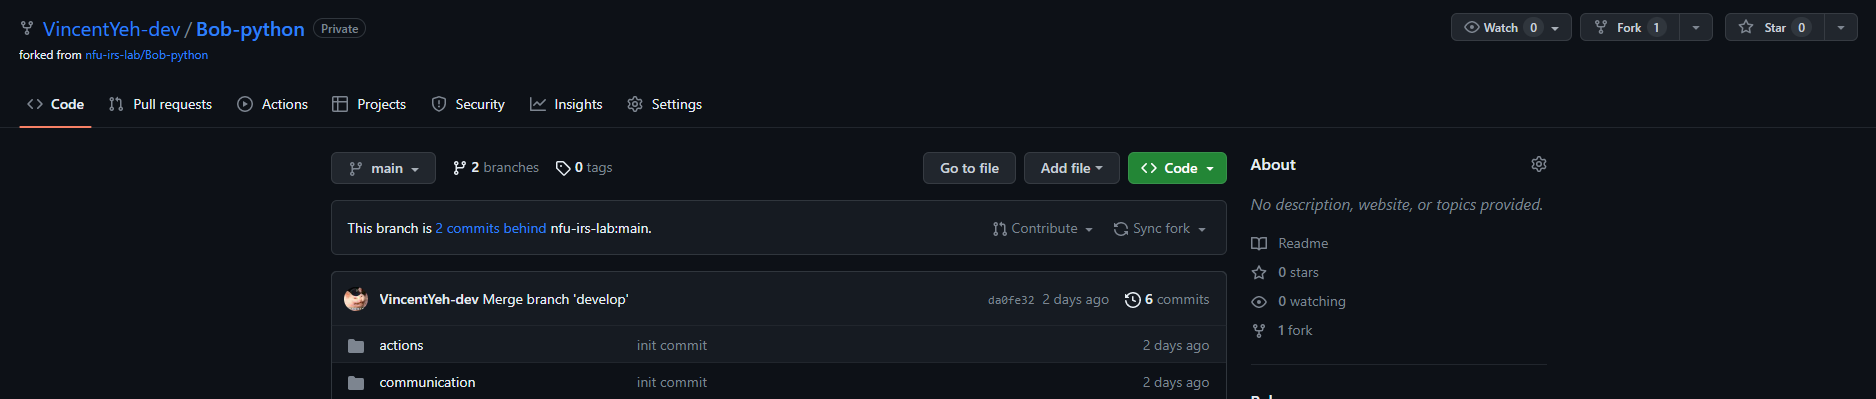 VincentYeh-dev / Bob-python Private
Watch 0 Fork 1 Star 0
forked from nfu-irs-lab/Bob-python
Code Pull requests Actions Projects Security Insights Settings
main 2 branches 0 tags Go to file Add file Code
This branch is 2 commits behind nfu-irs-lab:main. Contribute Sync fork
VincentYeh-dev Merge branch 'develop' da0fe32 2 days ago 6 commits
actions init commit 2 days ago
communication init commit 2 days ago
About
No description, website, or topics provided.
Readme
0 stars
0 watching
1 fork